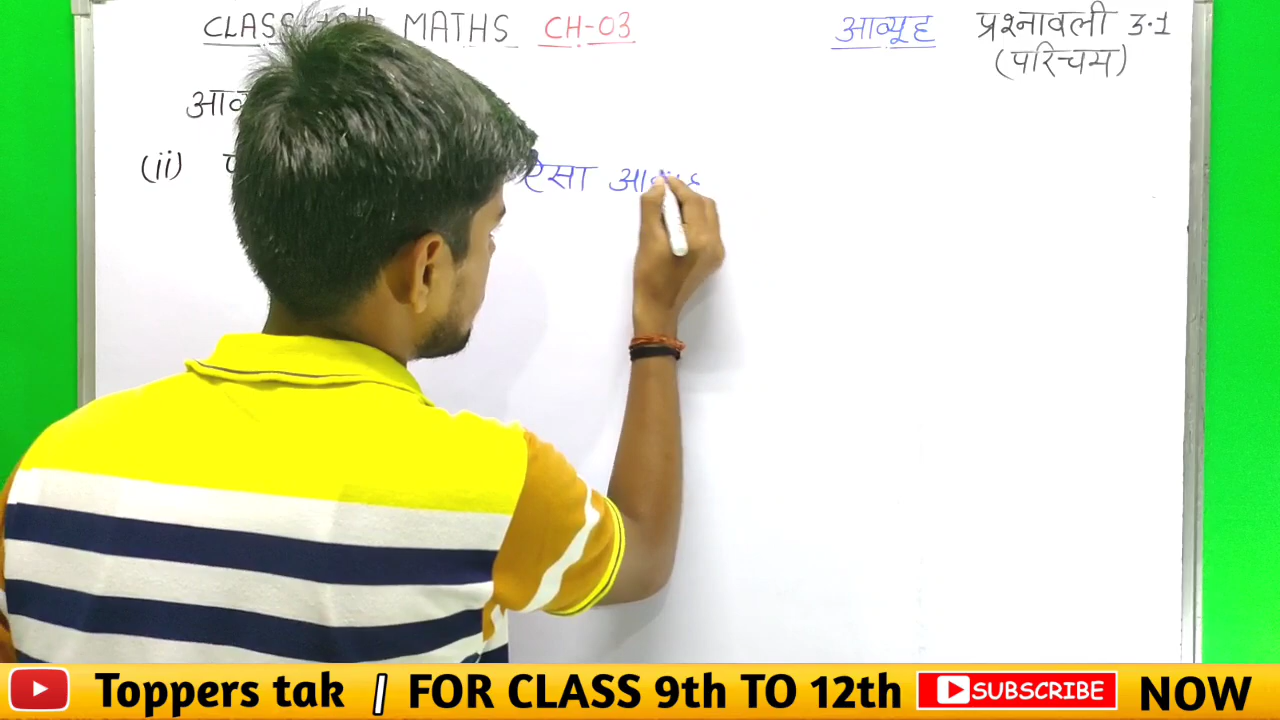 CLASS MATHS CH-03 आव्यूह प्रश्नावली 3.1
(परिचय)
(ii) ऐसा
Toppers tak | FOR CLASS 9th TO 12th SUBSCRIBE NOW